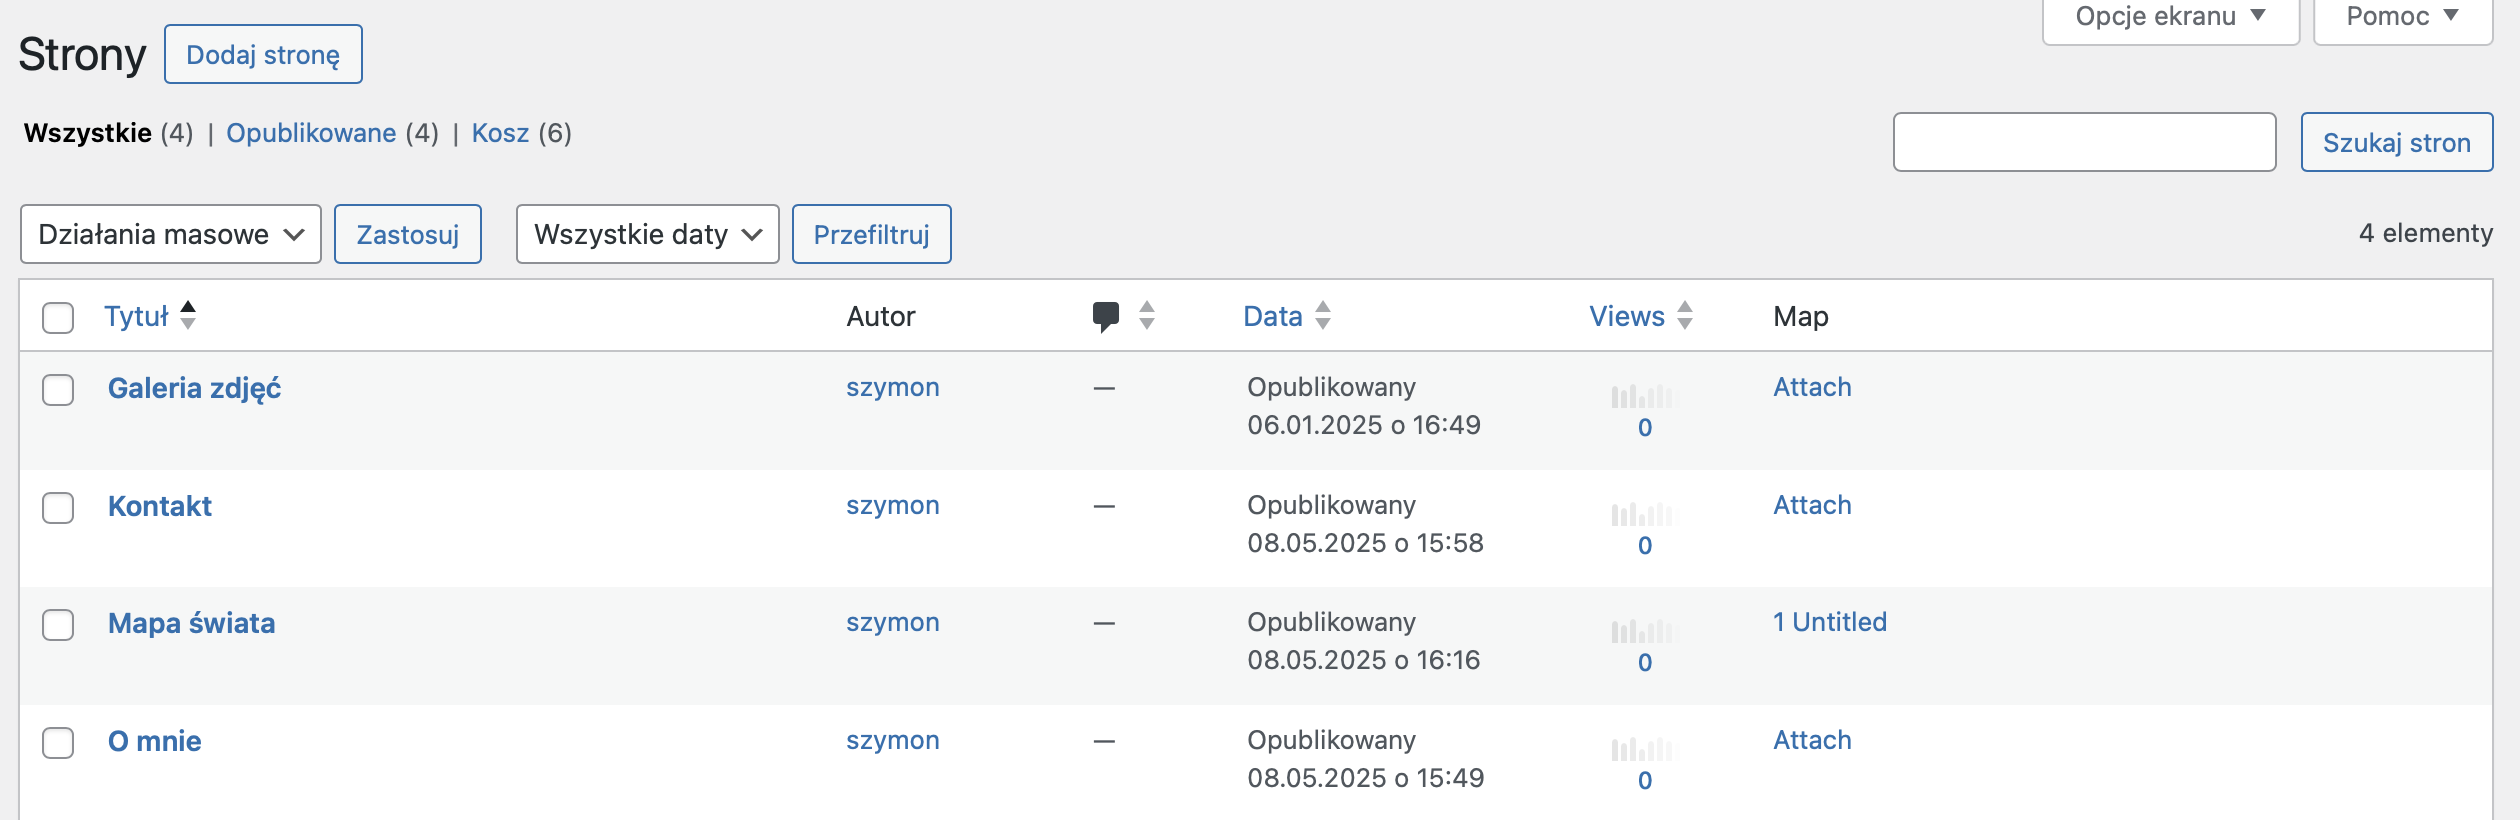 Opcje ekranu ▼ Pomoc ▼
Strony Dodaj stronę
Wszystkie (4) | Opublikowane (4) | Kosz (6)
Szukaj stron
Działania masowe Zastosuj Wszystkie daty Przefiltruj 4 elementy
Tytuł Autor Data Views Map
Galeria zdjęć szymon — Opublikowany Attach
06.01.2025 o 16:49 0
Kontakt szymon — Opublikowany Attach
08.05.2025 o 15:58 0
Mapa świata szymon — Opublikowany 1 Untitled
08.05.2025 o 16:16 0
O mnie szymon — Opublikowany Attach
08.05.2025 o 15:49 0